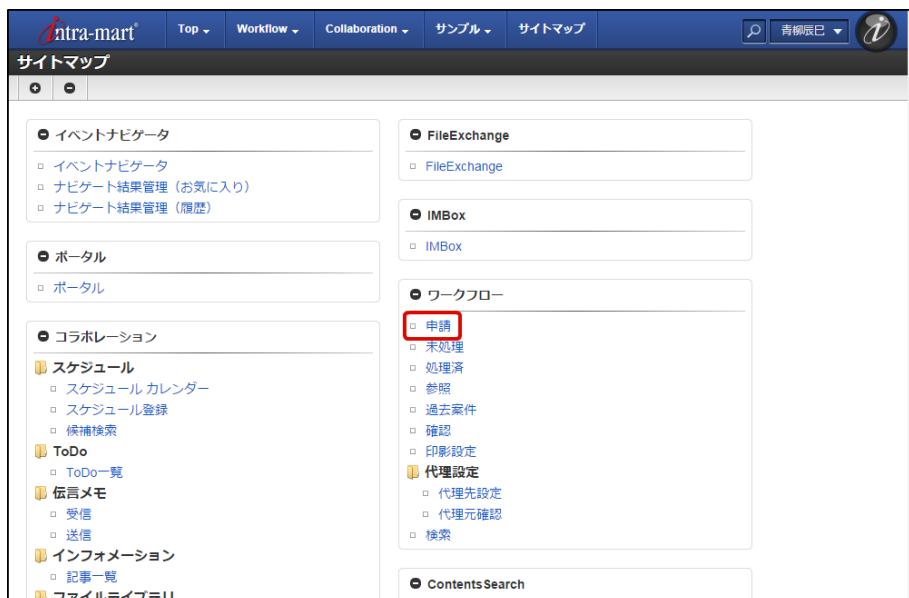 intra-mart
Top
Workflow
Collaboration
サンプル
サイトマップ
青柳辰巳
サイトマップ
イベントナビゲータ
イベントナビゲータ
ナビゲート結果管理（お気に入り）
ナビゲート結果管理（履歴）
ポータル
ポータル
コラボレーション
スケジュール
スケジュール カレンダー
スケジュール登録
候補検索
ToDo
ToDo一覧
伝言メモ
受信
送信
インフォメーション
記事一覧
ファイルライブラリ
FileExchange
FileExchange
IMBox
IMBox
ワークフロー
申請
未処理
処理済
参照
過去案件
確認
印影設定
代理設定
代理先設定
代理元確認
検索
ContentsSearch